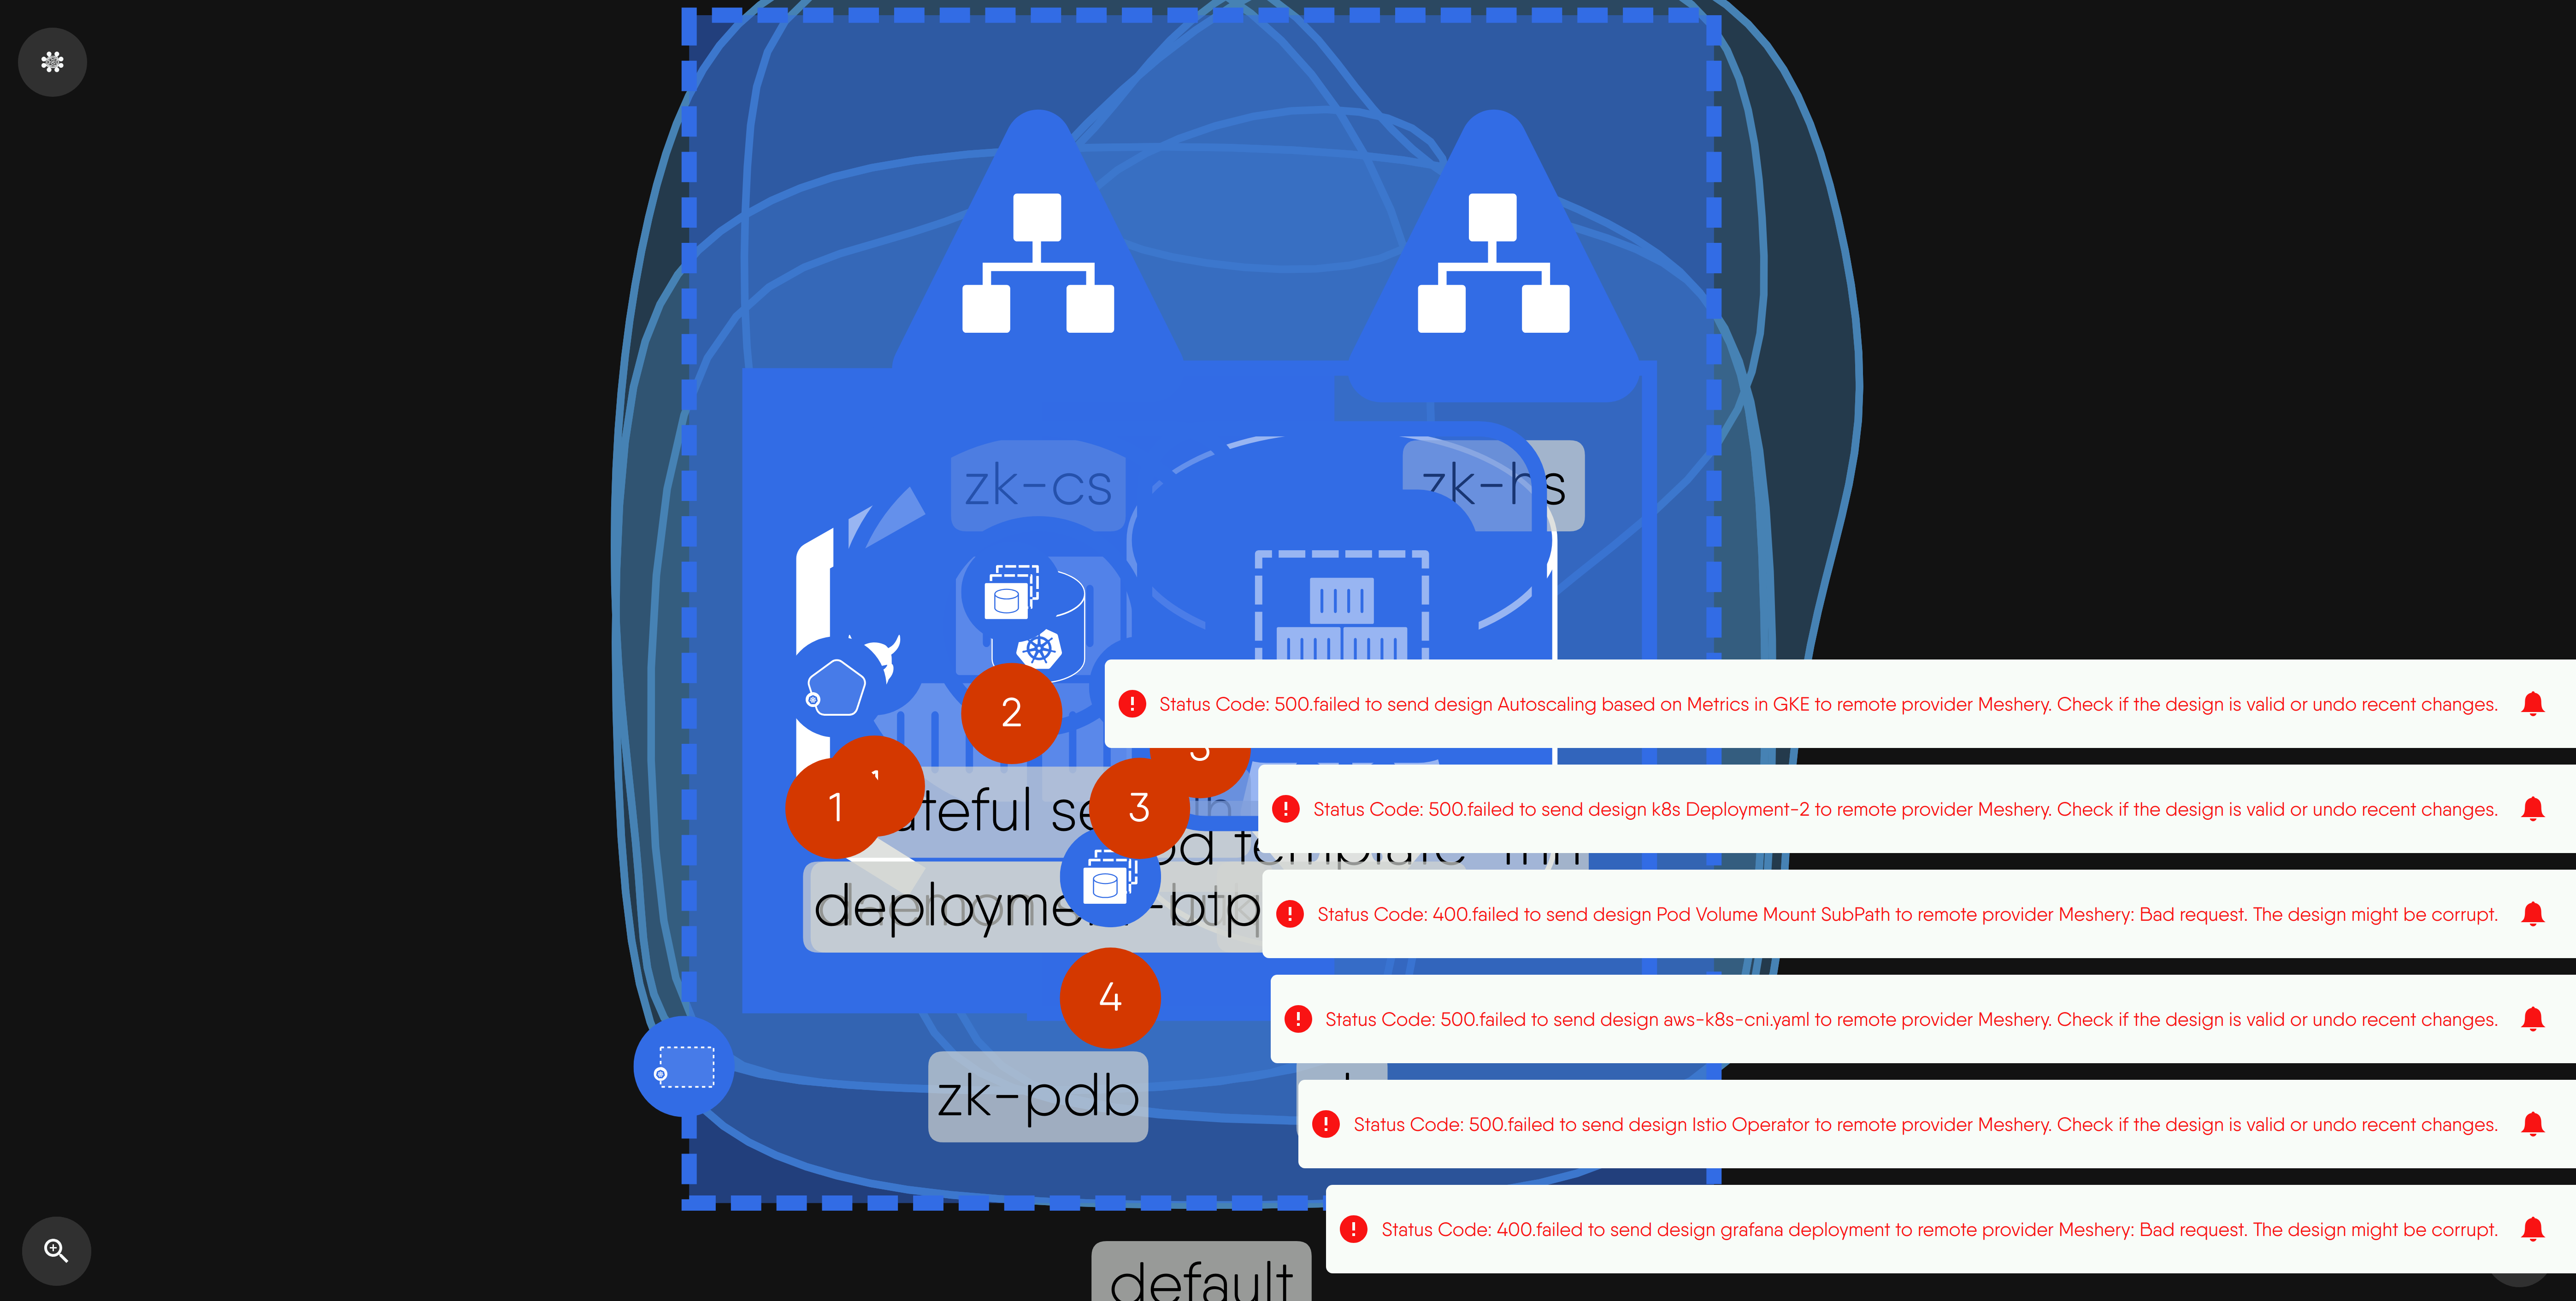 zk-cs
zk-hs
2
Status Code: 500.failed to send design Autoscaling based on Metrics in GKE to remote provider Meshery. Check if the design is valid or undo recent changes.
1
1
3
Status Code: 500.failed to send design k8s Deployment-2 to remote provider Meshery. Check if the design is valid or undo recent changes.
Status Code: 400.failed to send design Pod Volume Mount SubPath to remote provider Meshery: Bad request. The design might be corrupt.
4
Status Code: 500.failed to send design aws-k8s-cni.yaml to remote provider Meshery. Check if the design is valid or undo recent changes.
zk-pdb
Status Code: 500.failed to send design Istio Operator to remote provider Meshery. Check if the design is valid or undo recent changes.
Status Code: 400.failed to send design grafana deployment to remote provider Meshery: Bad request. The design might be corrupt.
default